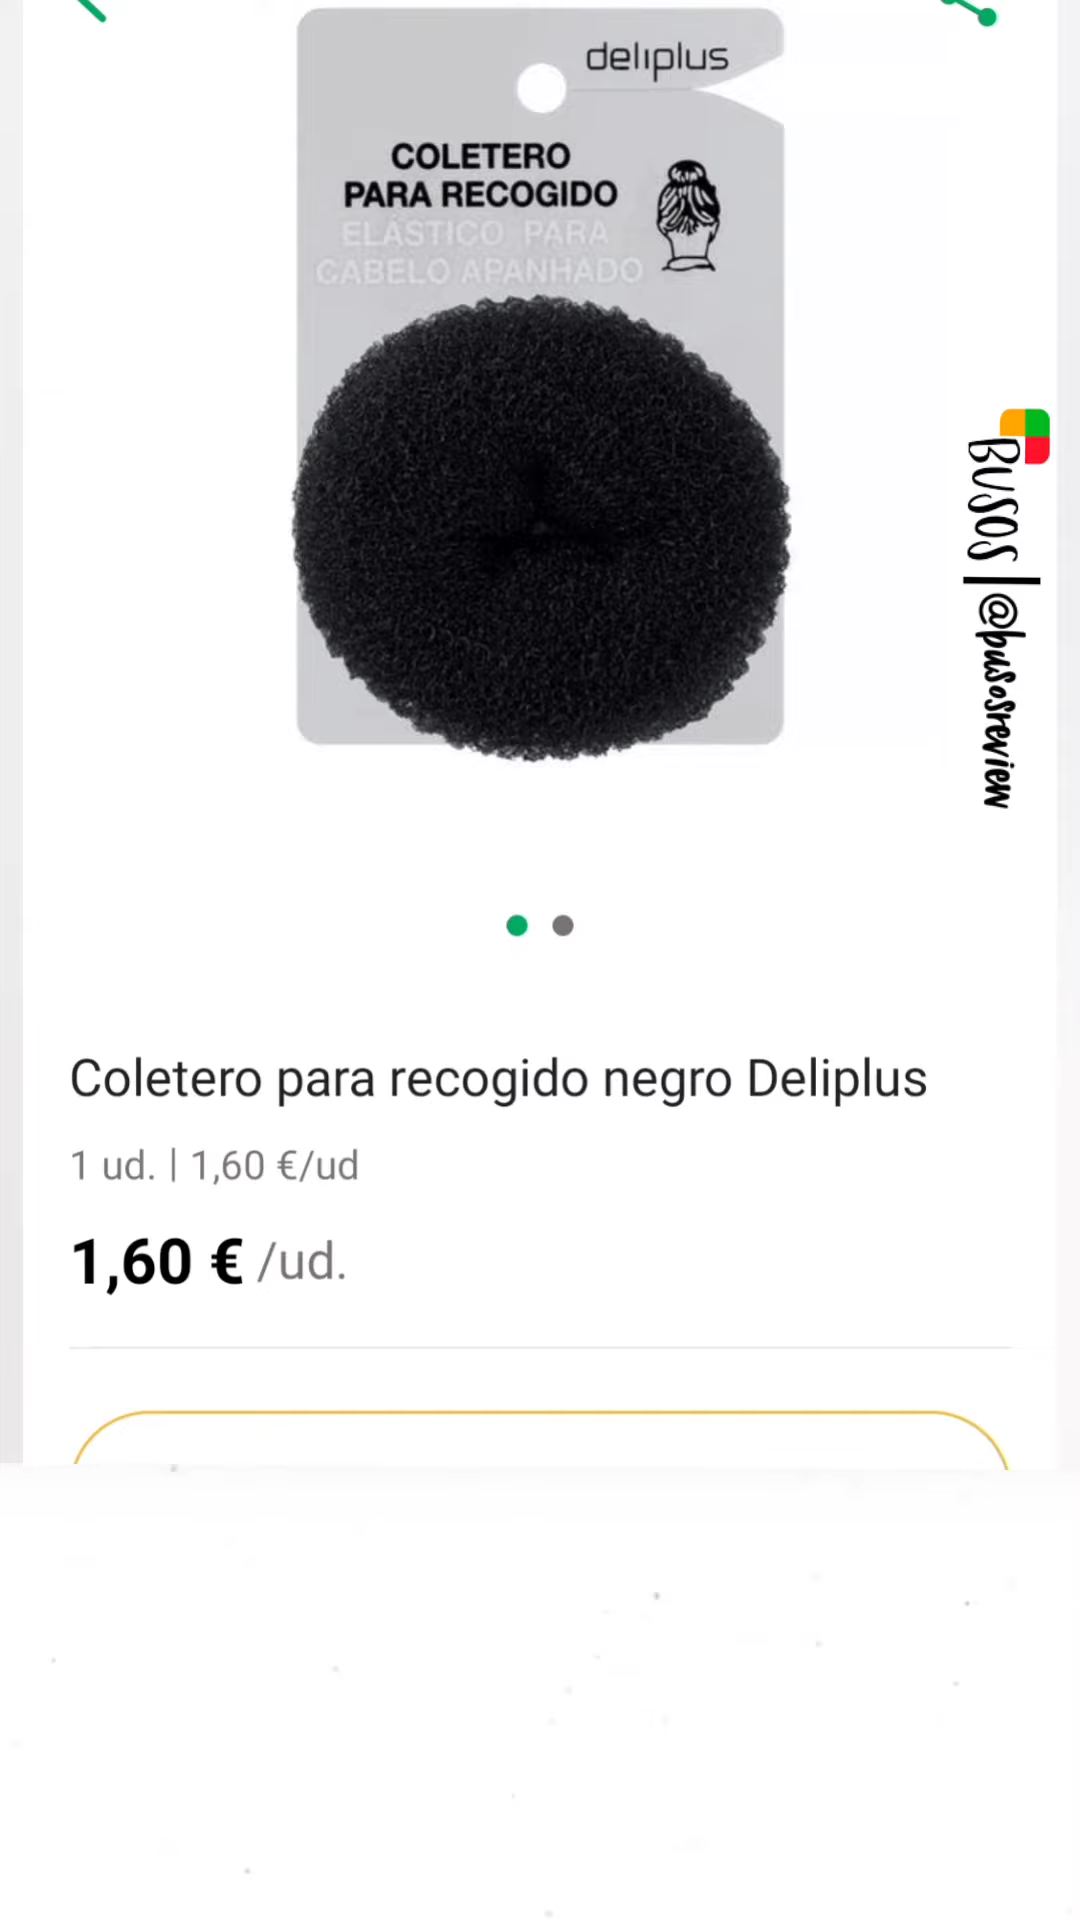 deliplus
COLETERO
PARA RECOGIDO
ELÁSTICO PARA
CABELO APANHADO
BUSOS | @busosreview
Coletero para recogido negro Deliplus
1 ud. | 1,60 €/ud
1,60 € /ud.